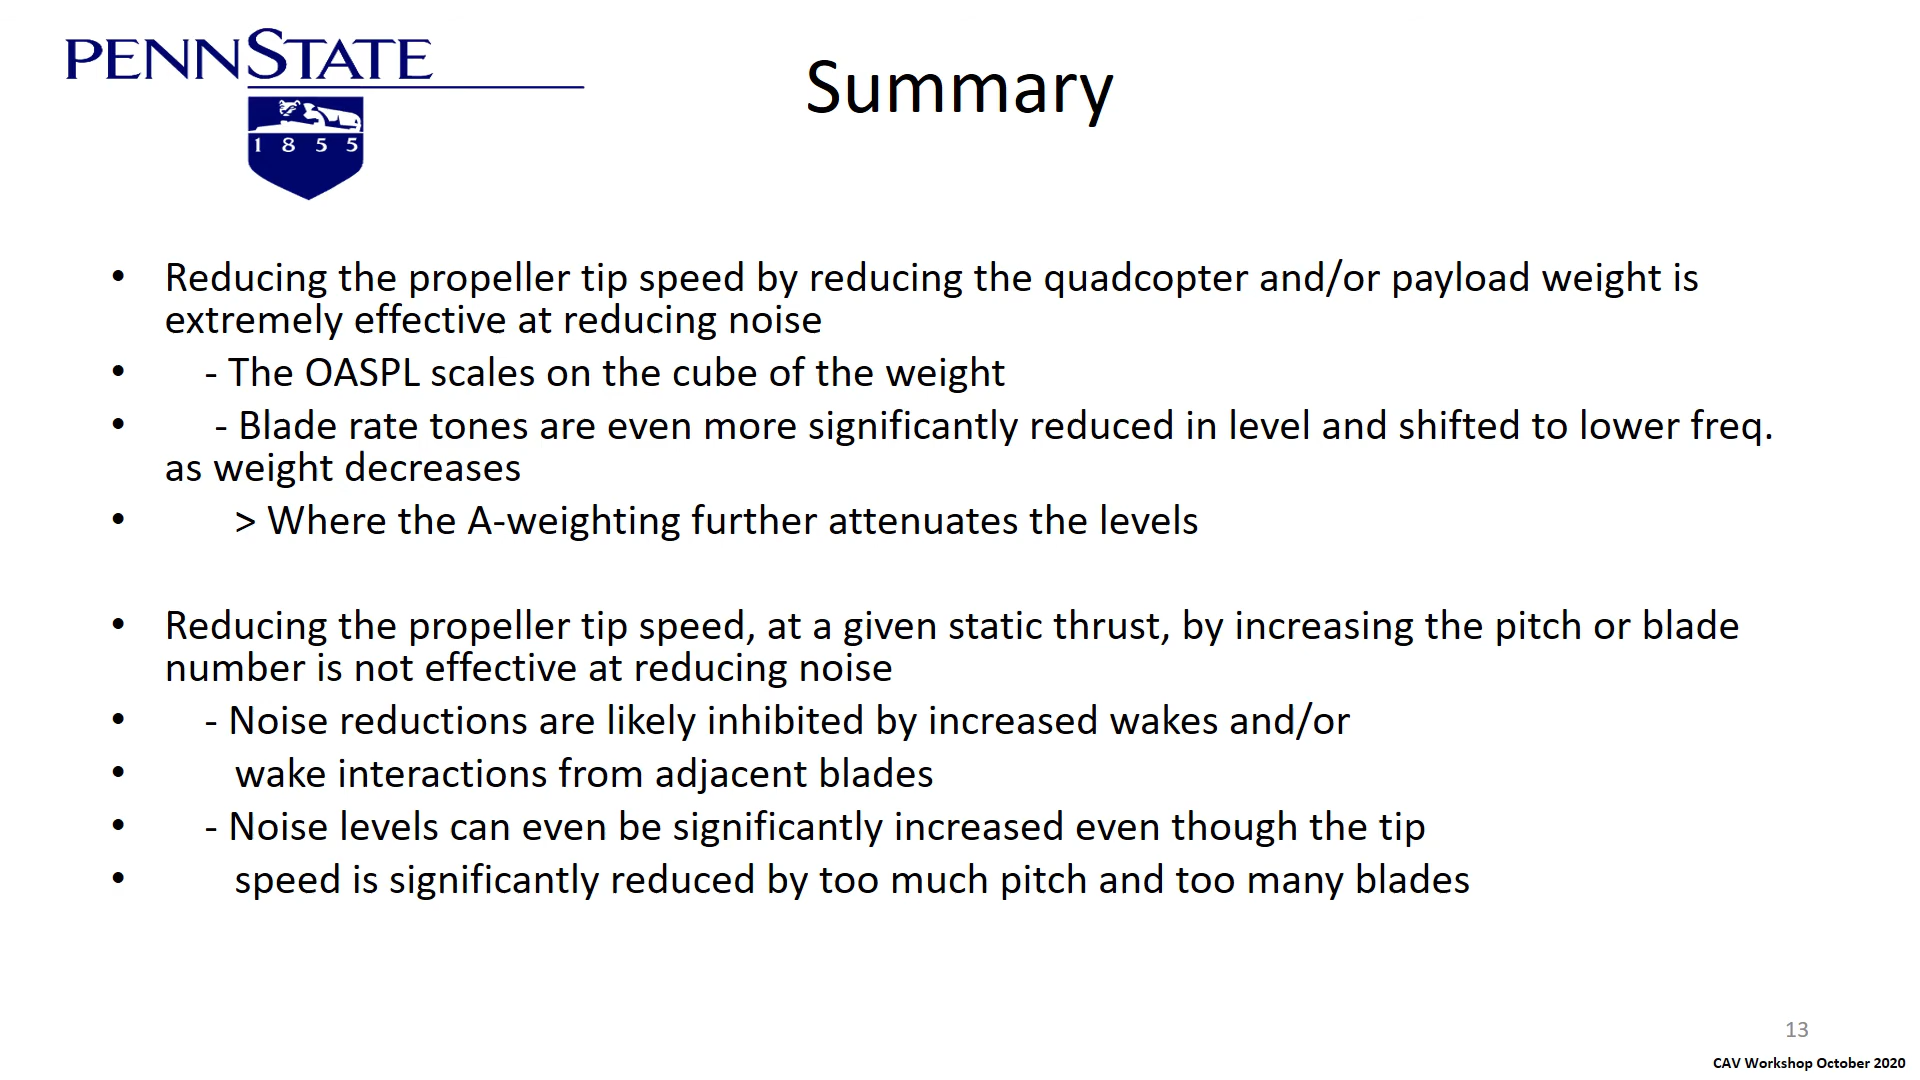 PENNSTATE
1 8 5 5
Summary
• Reducing the propeller tip speed by reducing the quadcopter and/or payload weight is
extremely effective at reducing noise
• - The OASPL scales on the cube of the weight
• - Blade rate tones are even more significantly reduced in level and shifted to lower freq.
as weight decreases
• > Where the A-weighting further attenuates the levels
• Reducing the propeller tip speed, at a given static thrust, by increasing the pitch or blade
number is not effective at reducing noise
• - Noise reductions are likely inhibited by increased wakes and/or
• wake interactions from adjacent blades
• - Noise levels can even be significantly increased even though the tip
• speed is significantly reduced by too much pitch and too many blades
13
CAV Workshop October 2020